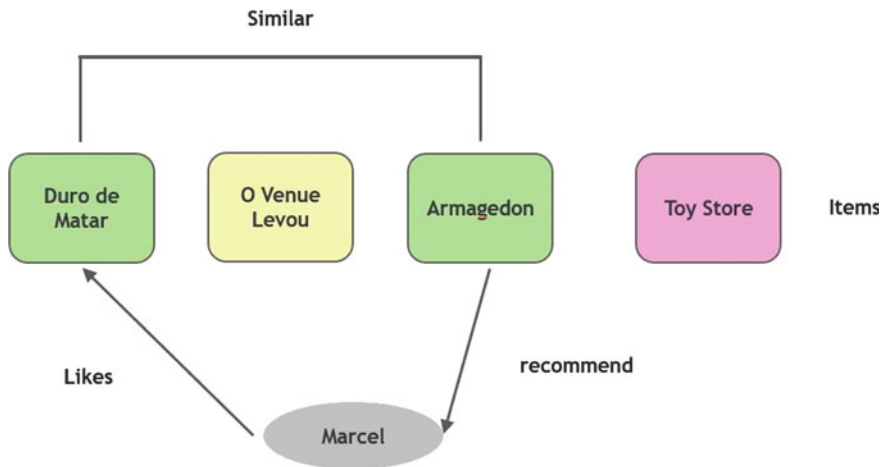 Similar
Duro de
Matar
O Venue
Levou
Armagedon
Toy Store
Items
Likes
recommend
Marcel